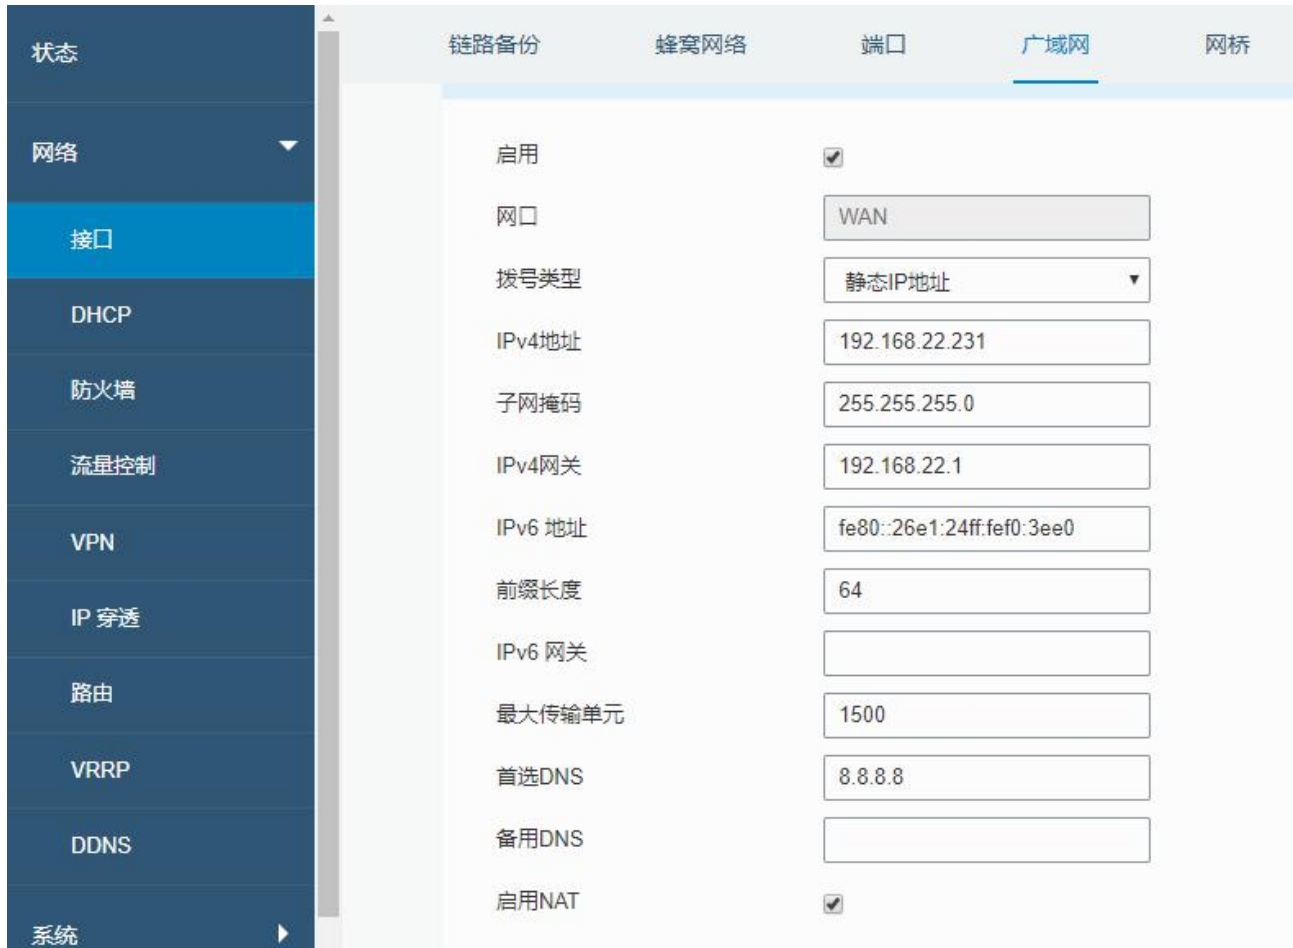 状态
网络
接口
DHCP
防火墙
流量控制
VPN
IP 穿透
路由
VRRP
DDNS
系统
链路备份 蜂窝网络 端口 广域网 网桥
启用
网口 WAN
拨号类型 静态IP地址
IPv4地址 192.168.22.231
子网掩码 255.255.255.0
IPv4网关 192.168.22.1
IPv6 地址 fe80::26e1:24ff:fef0:3ee0
前缀长度 64
IPv6 网关
最大传输单元 1500
首选DNS 8.8.8.8
备用DNS
启用NAT